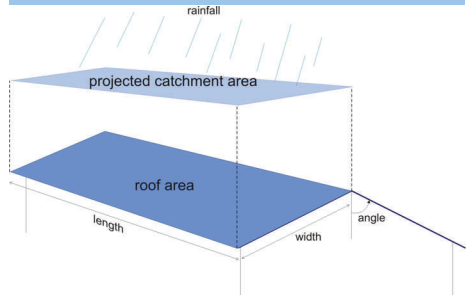 rainfall
projected catchment area
roof area
length
width
angle